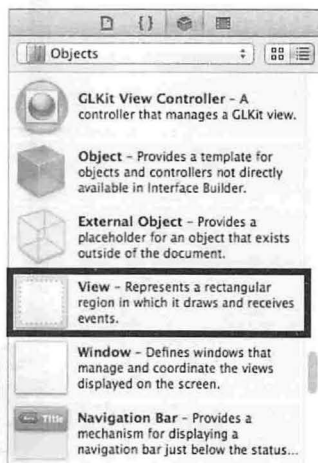 {}
Objects
GLKit View Controller – A
controller that manages a GLKit view.
Object – Provides a template for
objects and controllers not directly
available in Interface Builder.
External Object – Provides a
placeholder for an object that exists
outside of the document.
View – Represents a rectangular
region in which it draws and receives
events.
Window – Defines windows that
manage and coordinate the views
displayed on the screen.
Title
Navigation Bar – Provides a
mechanism for displaying a
navigation bar just below the status...